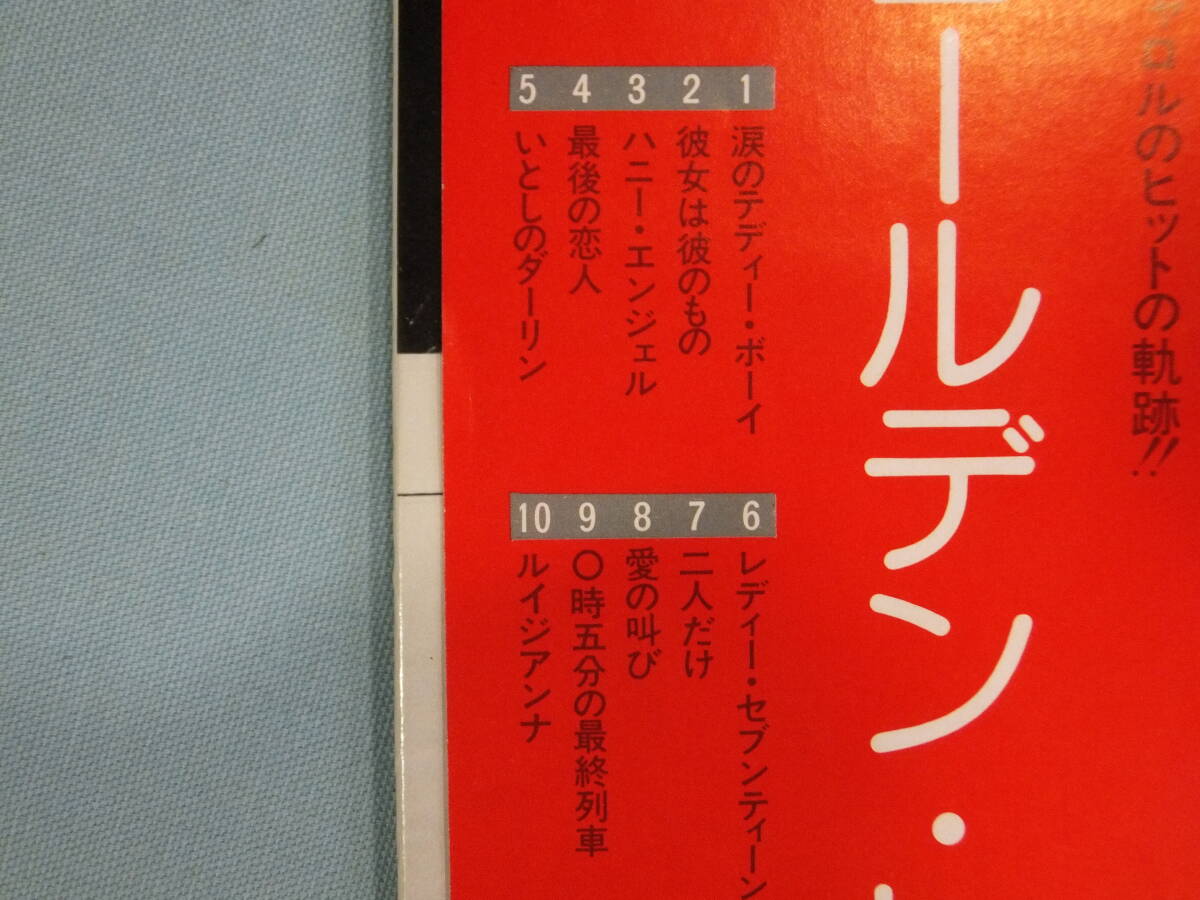 ロルのヒットの軌跡!!
ールデン・
1 涙のテディー・ボーイ
2 彼女は彼のもの
3 ハニー・エンジェル
4 最後の恋人
5 いとしのダーリン
6 レディー・セブンティーン
7 二人だけ
8 愛の叫び
9 〇時五分の最終列車
10 ルイジアンナ